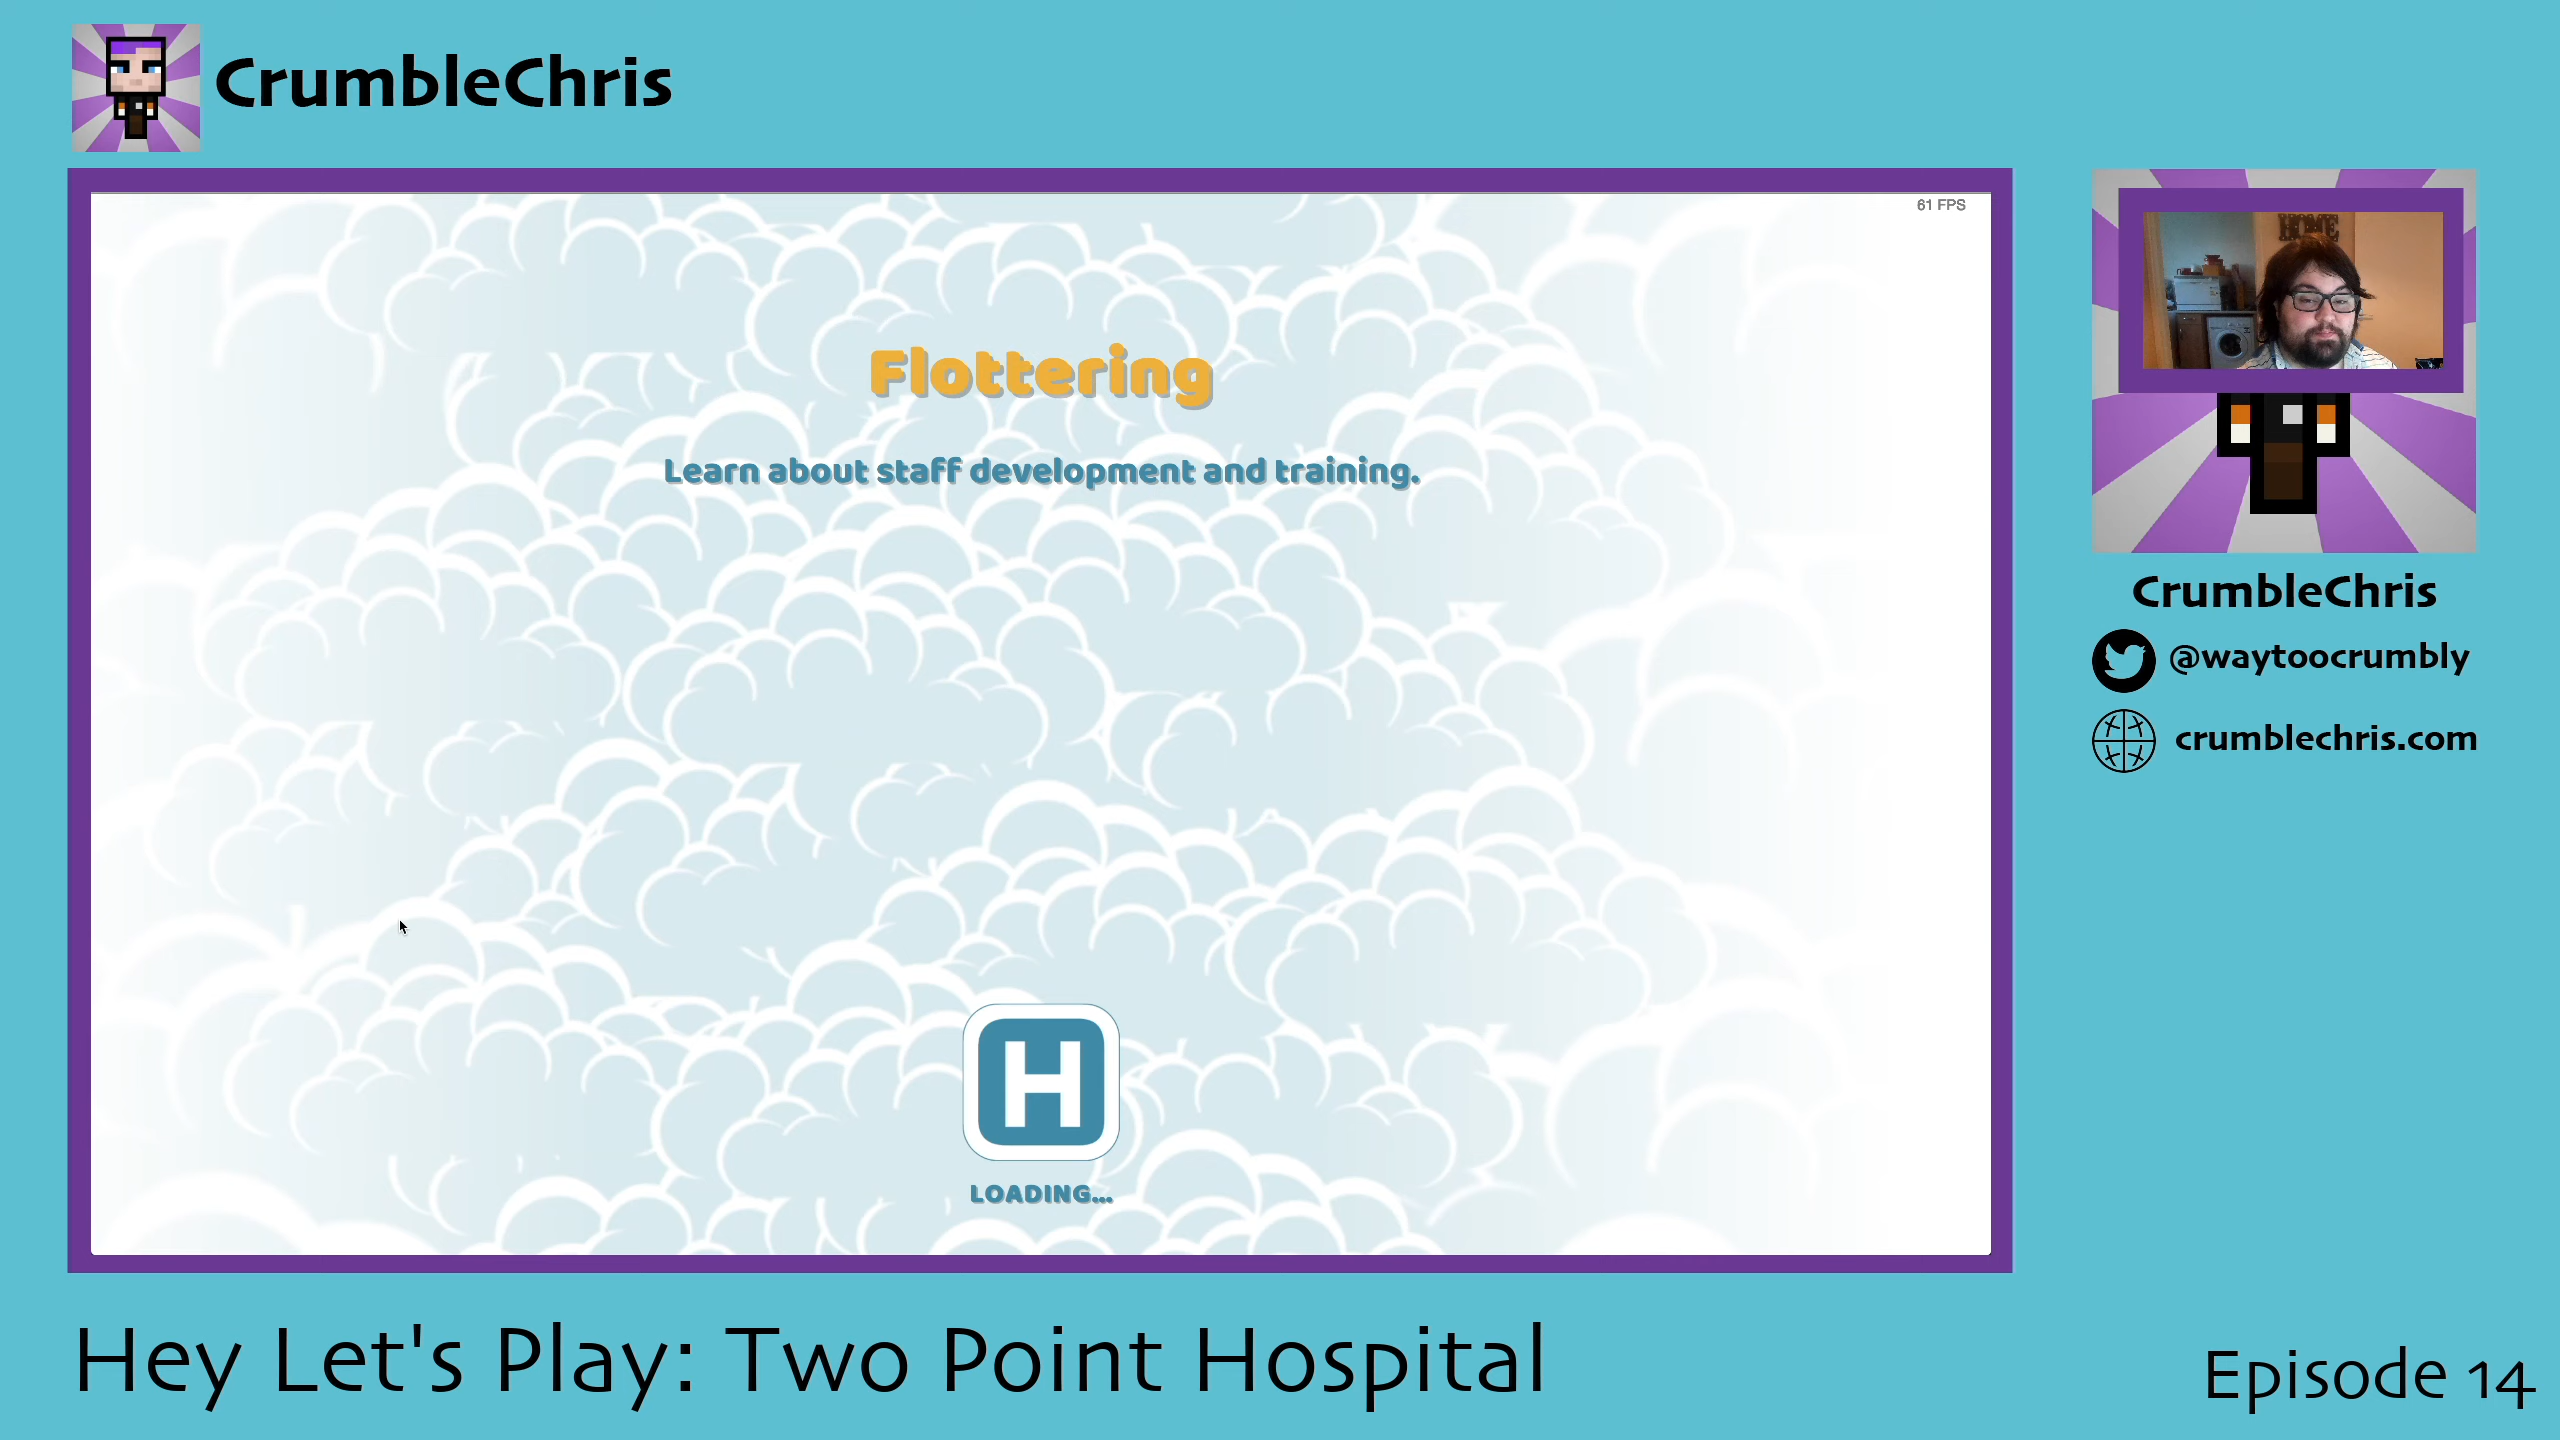 CrumbleChris
61 FPS
Flottering
Learn about staff development and training.
H
LOADING...
HOME
CrumbleChris
@waytoocrumbly
crumblechris.com
Hey Let's Play: Two Point Hospital
Episode 14